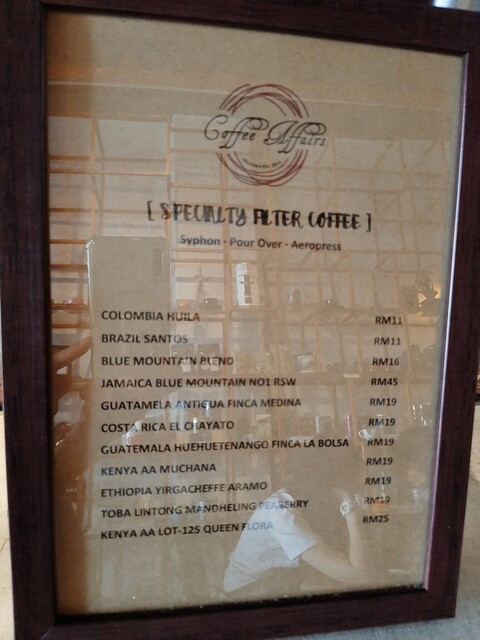 Coffee Affairs
[ SPECIALTY FILTER COFFEE ]
Syphon - Pour Over - Aeropress
COLOMBIA HUILA RM11
BRAZIL SANTOS RM11
BLUE MOUNTAIN BLEND RM16
JAMAICA BLUE MOUNTAIN NO1 RSW RM45
GUATAMELA ANTIGUA FINCA MEDINA RM19
COSTA RICA EL CHAYATO RM19
GUATEMALA HUEHUETENANGO FINCA LA BOLSA RM19
KENYA AA MUCHANA RM19
ETHIOPIA YIRGACHEFFE ARAMO RM19
TOBA LINTONG MANDHELING PEABERRY RM19
KENYA AA LOT-125 QUEEN FLORA RM25